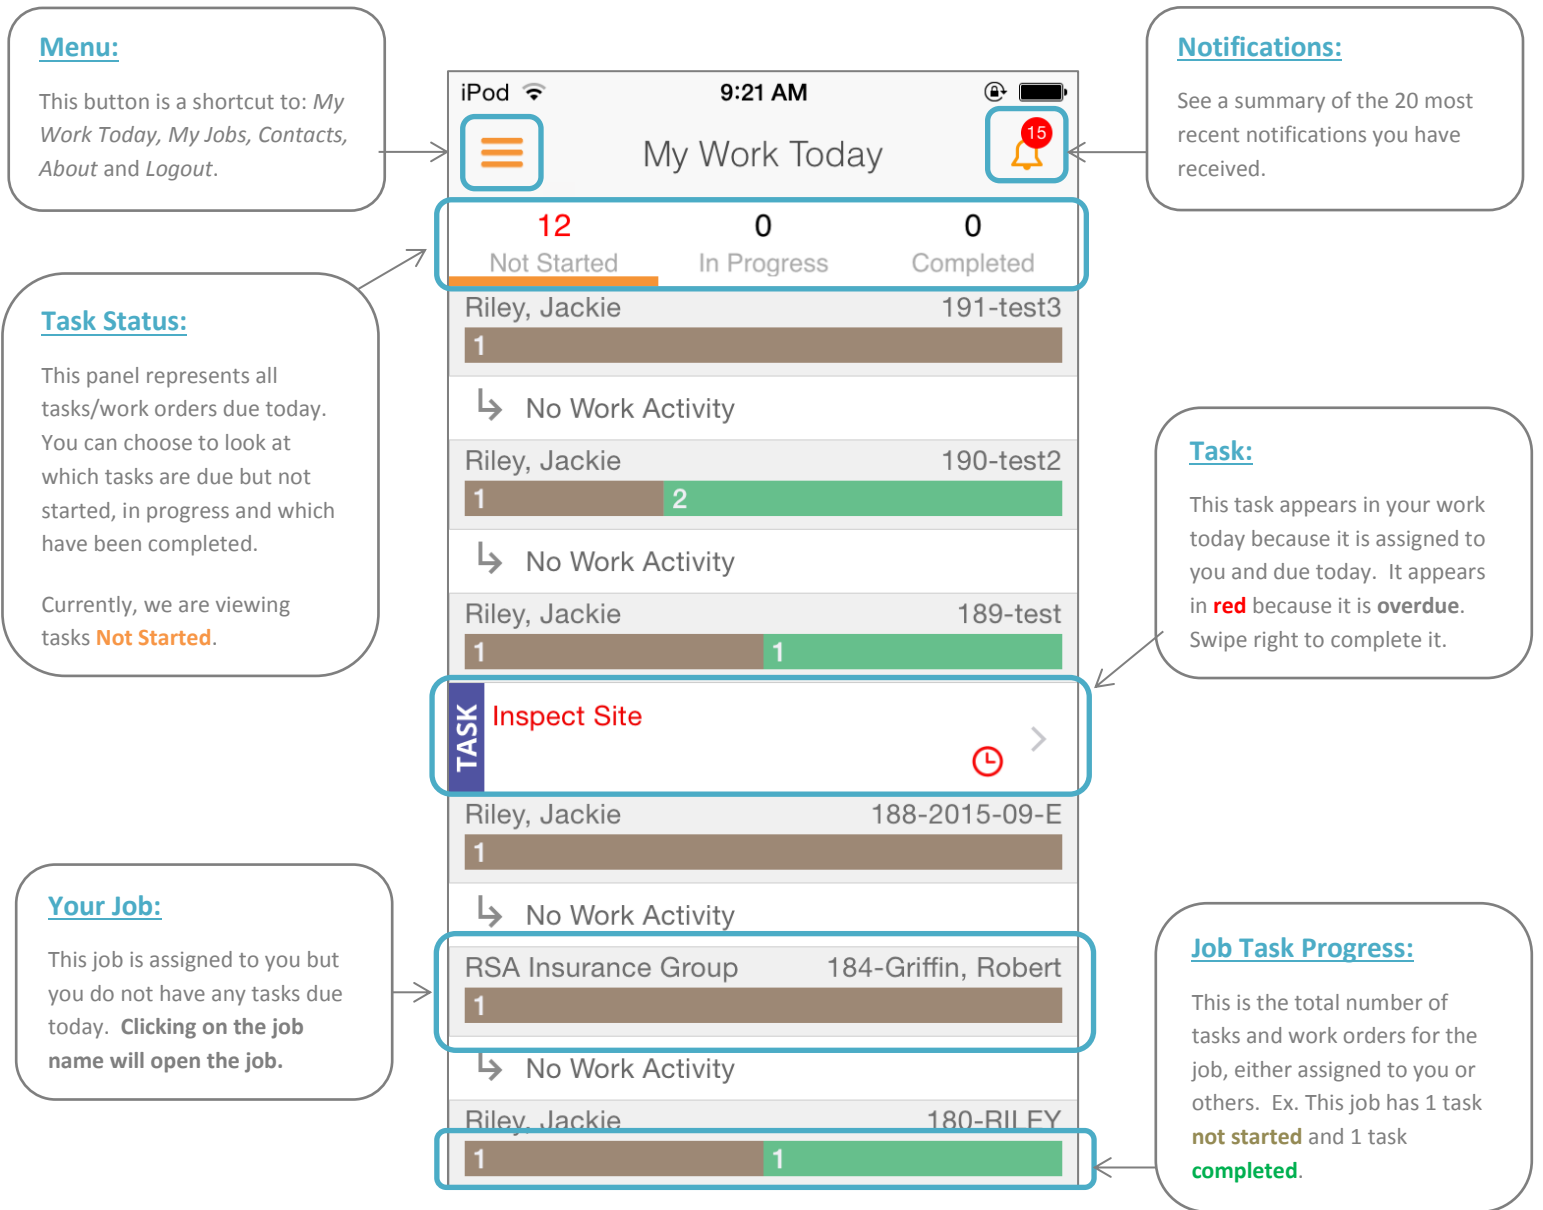 Menu:
This button is a shortcut to: My
Work Today, My Jobs, Contacts,
About and Logout.
Notifications:
See a summary of the 20 most
recent notifications you have
received.
iPod
9:21 AM
My Work Today
15
12
0
0
Not Started
In Progress
Completed
Task Status:
This panel represents all
tasks/work orders due today.
You can choose to look at
which tasks are due but not
started, in progress and which
have been completed.
Currently, we are viewing
tasks Not Started.
Riley, Jackie
191-test3
1
No Work Activity
Riley, Jackie
190-test2
1
2
No Work Activity
Riley, Jackie
189-test
1
1
Task:
This task appears in your work
today because it is assigned to
you and due today. It appears
in red because it is overdue.
Swipe right to complete it.
TASK
Inspect Site
Riley, Jackie
188-2015-09-E
1
No Work Activity
Your Job:
This job is assigned to you but
you do not have any tasks due
today. Clicking on the job
name will open the job.
RSA Insurance Group
184-Griffin, Robert
1
No Work Activity
Riley, Jackie
180-RILEY
1
1
Job Task Progress:
This is the total number of
tasks and work orders for the
job, either assigned to you or
others. Ex. This job has 1 task
not started and 1 task
completed.